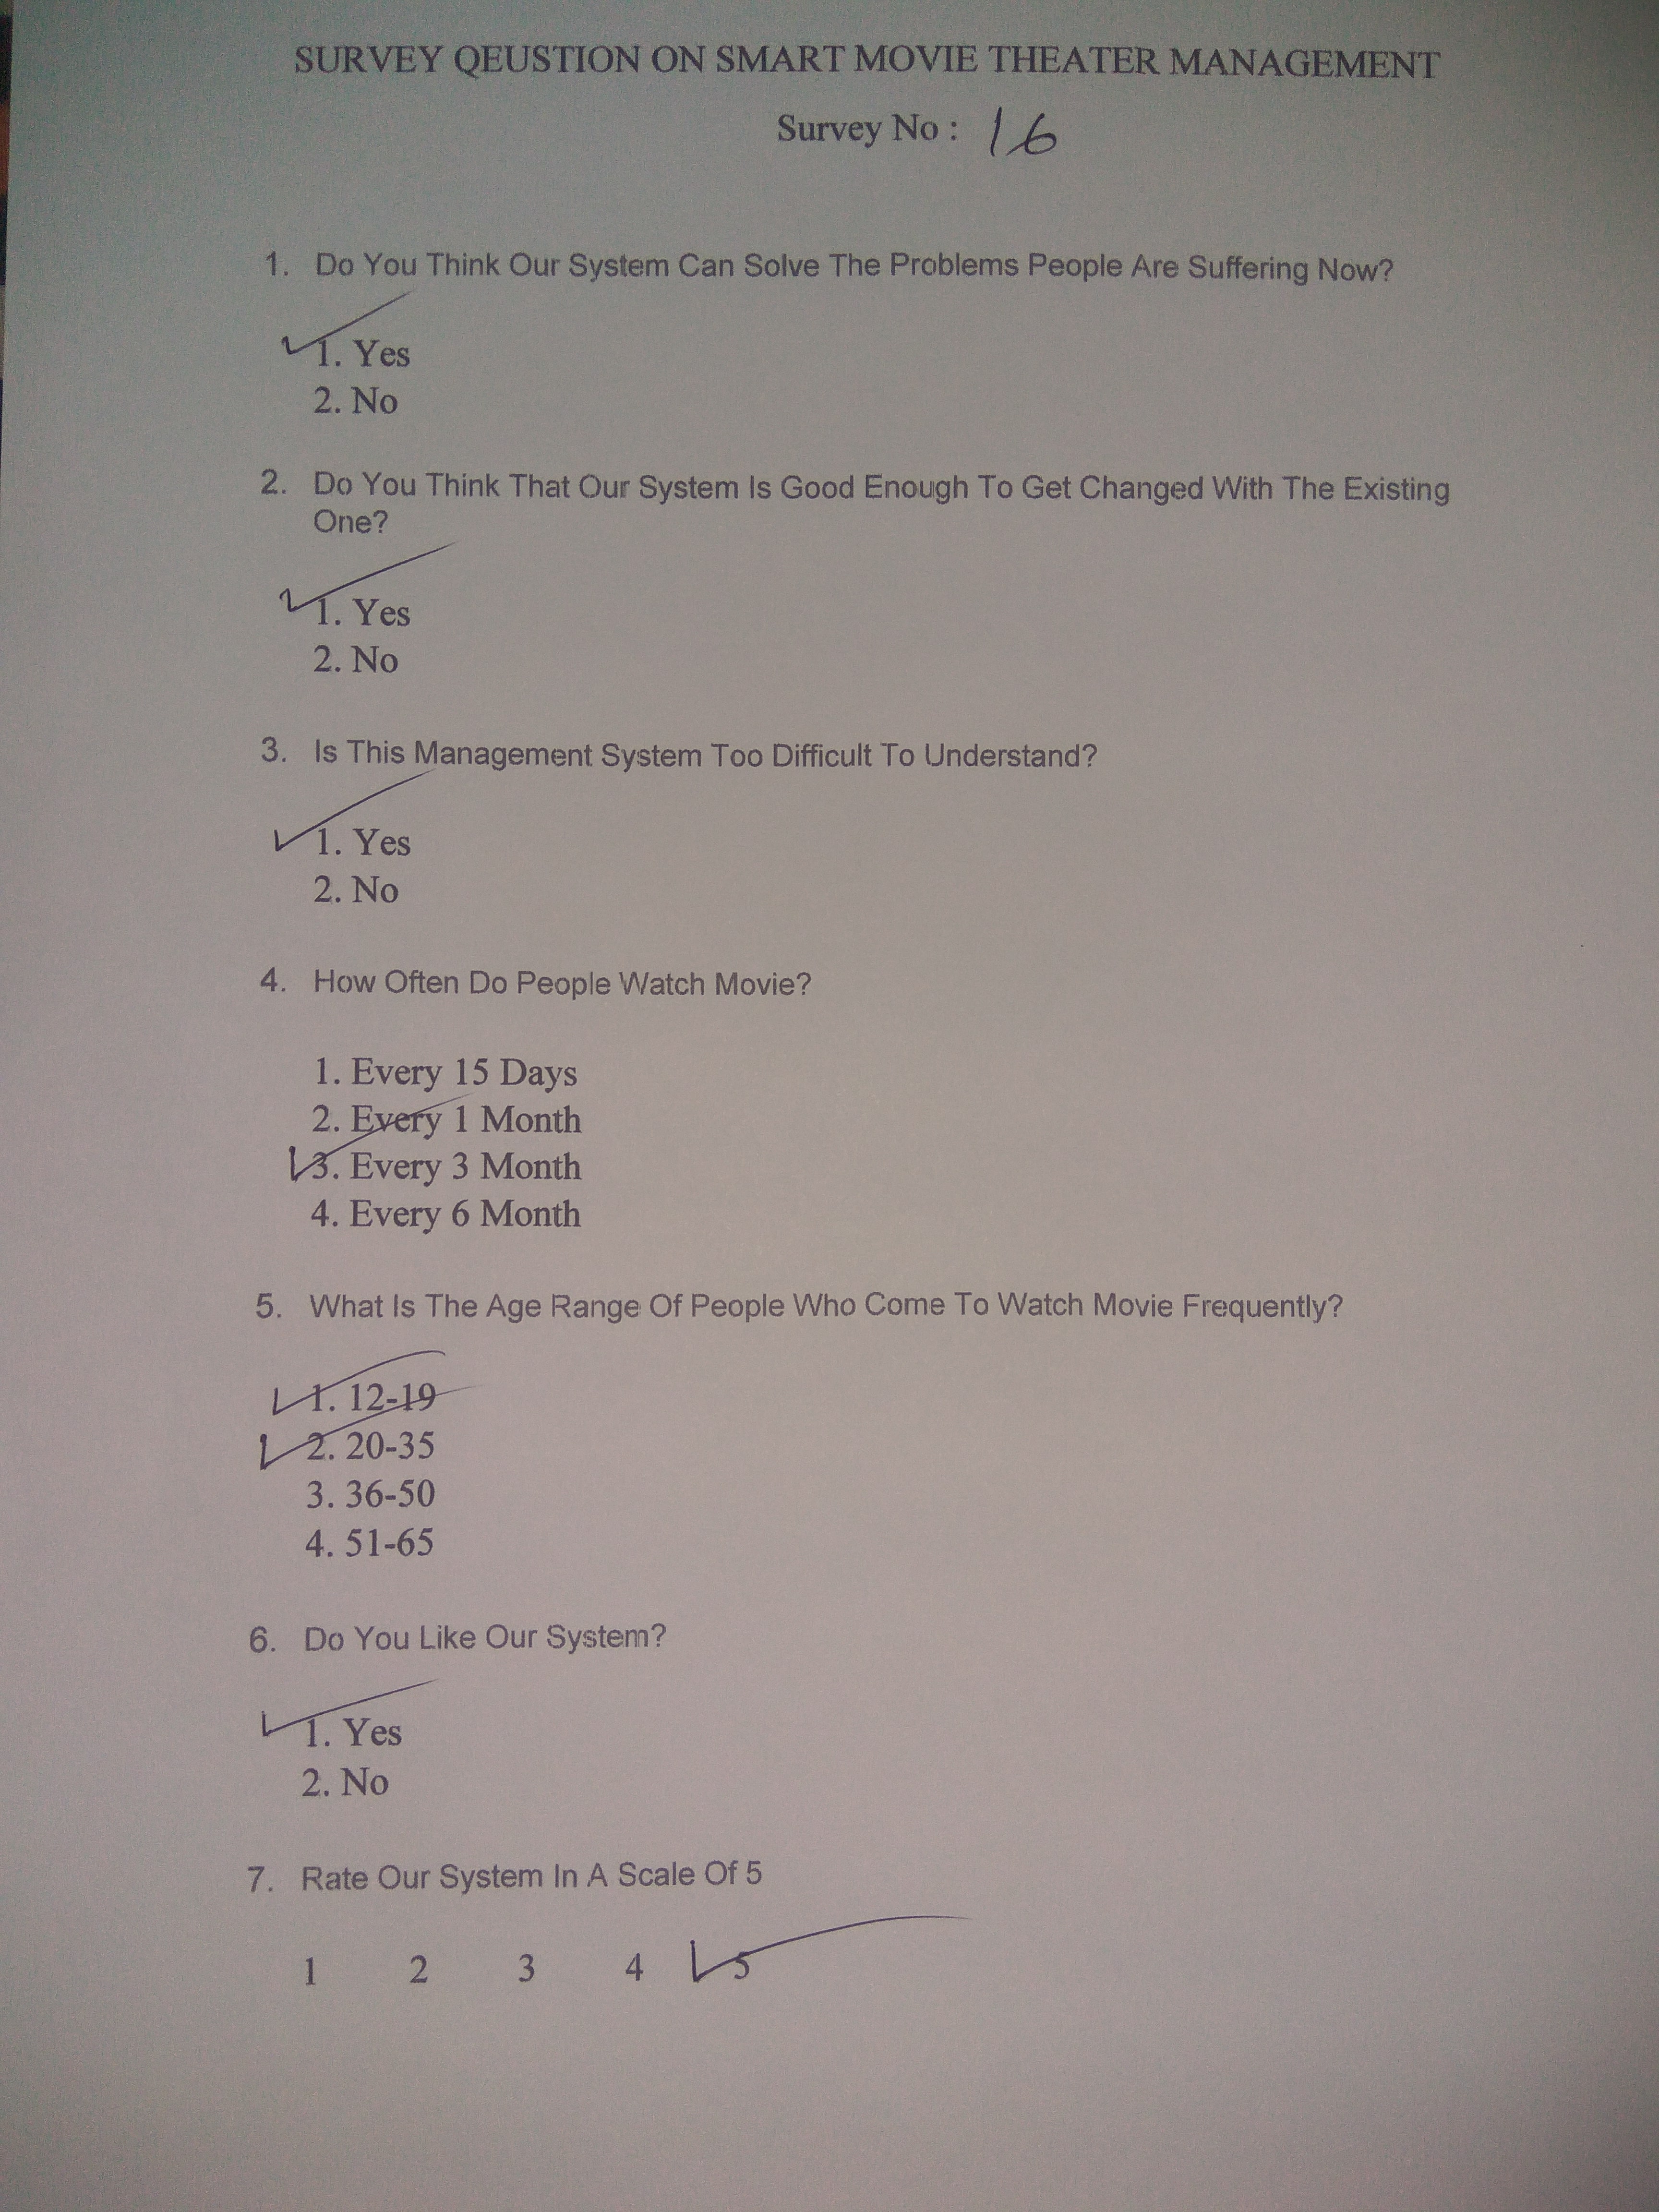 SURVEY QEUSTION ON SMART MOVIE THEATER MANAGEMENT
Survey No : 16
1. Do You Think Our System Can Solve The Problems People Are Suffering Now?
1. Yes
2. No
2. Do You Think That Our System Is Good Enough To Get Changed With The Existing
One?
1. Yes
2. No
3. Is This Management System Too Difficult To Understand?
1. Yes
2. No
4. How Often Do People Watch Movie?
1. Every 15 Days
2. Every 1 Month
3. Every 3 Month
4. Every 6 Month
5. What Is The Age Range Of People Who Come To Watch Movie Frequently?
1. 12-19
2. 20-35
3. 36-50
4. 51-65
6. Do You Like Our System?
1. Yes
2. No
7. Rate Our System In A Scale Of 5
1 2 3 4 5